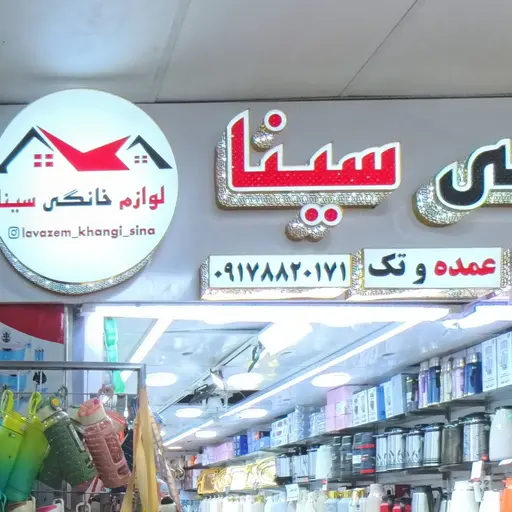 لوازم خانگی سینا
lavazem_khangi_sina
سینا
عمده و تک
۰۹۱۷۸۸۲۰۱۷۱